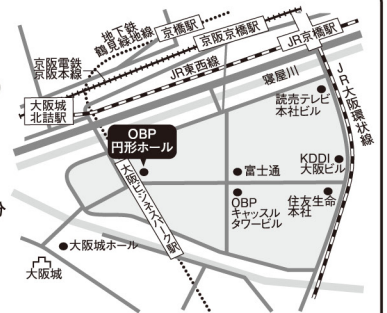 地下鉄
鶴見緑地線
京橋駅
京阪京橋駅
JR京橋駅
京阪電鉄
京阪本線
JR東西線
寝屋川
JR大阪環状線
大阪城
北詰駅
読売テレビ
本社ビル
OBP
円形ホール
富士通
KDDI
大阪ビル
分
大阪ビジネスパーク駅
OBP
キャッスル
タワービル
住友生命
本社
大阪城ホール
大阪城